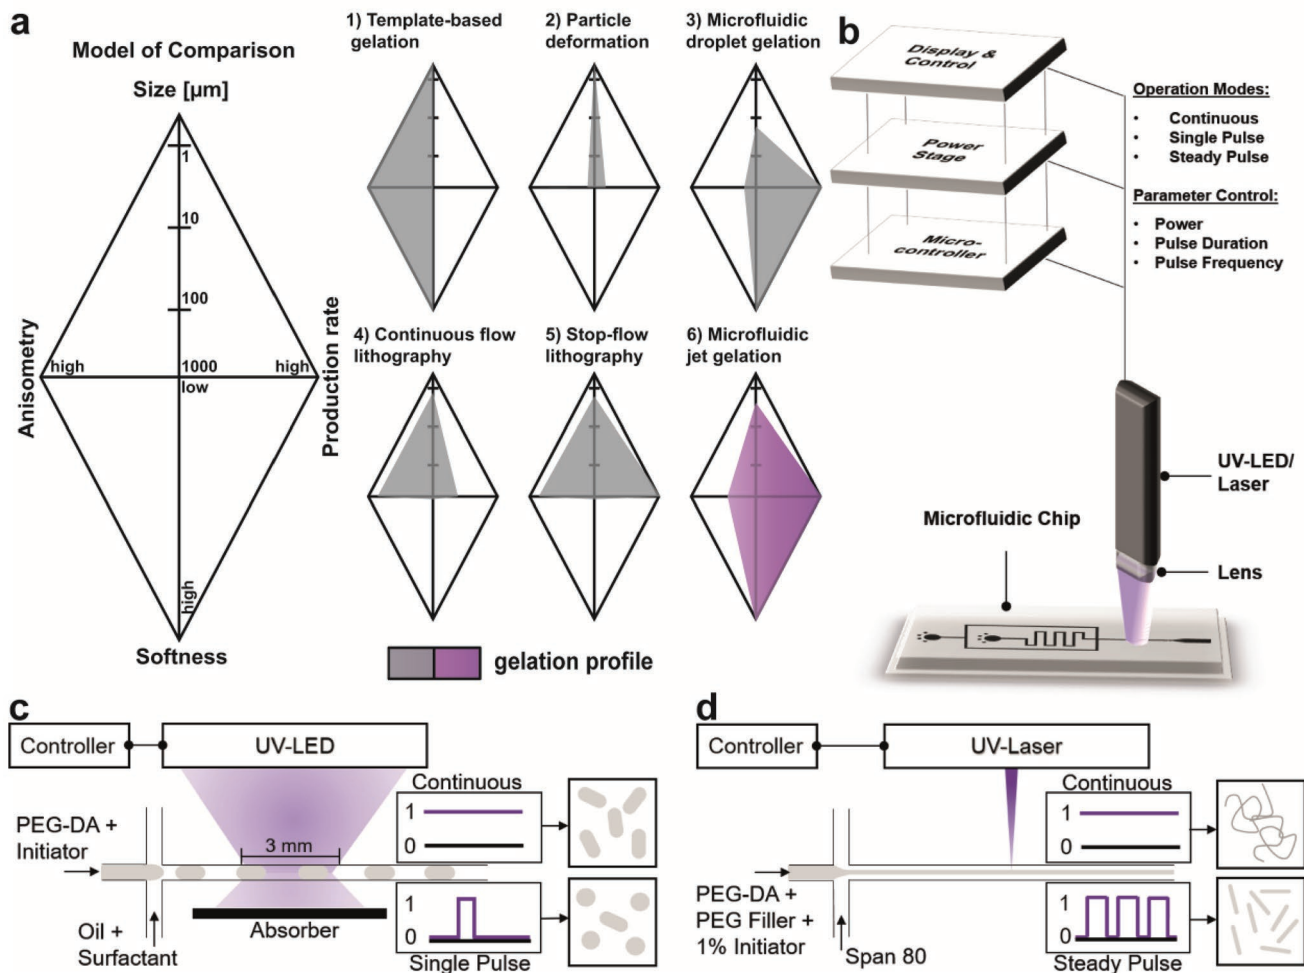 a
Model of Comparison
Size [µm]
1
10
100
1000
low
high
high
high
Anisometry
Production rate
Softness
1) Template-based
gelation
2) Particle
deformation
3) Microfluidic
droplet gelation
4) Continuous flow
lithography
5) Stop-flow
lithography
6) Microfluidic
jet gelation
gelation profile
b
Display &
Control
Power
Stage
Micro-
controller
Operation Modes:
• Continuous
• Single Pulse
• Steady Pulse
Parameter Control:
• Power
• Pulse Duration
• Pulse Frequency
UV-LED/
Laser
Microfluidic Chip
Lens
c
Controller
UV-LED
Continuous
1
0
3 mm
PEG-DA +
Initiator
Oil +
Surfactant
Absorber
1
0
Single Pulse
d
Controller
UV-Laser
Continuous
1
0
PEG-DA +
PEG Filler +
1% Initiator
Span 80
1
0
Steady Pulse